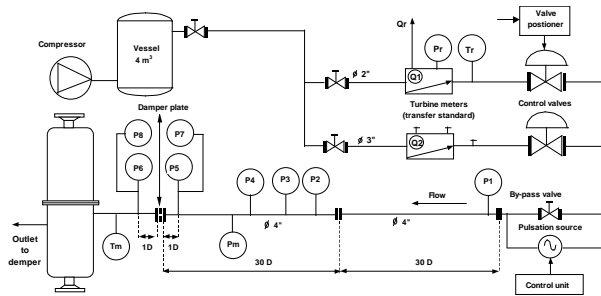 Compressor
Vessel
4 m³
Qr
Valve
postioner
Pr
Tr
Q1
ϕ 2"
Turbine meters
(transfer standard)
Control valves
Damper plate
ϕ 3"
Q2
P8
P7
P6
P5
P4
P3
P2
P1
Flow
By-pass valve
ϕ 4"
ϕ 4"
Pulsation source
Outlet
to
demper
Tm
1D
1D
Pm
30 D
30 D
Control unit